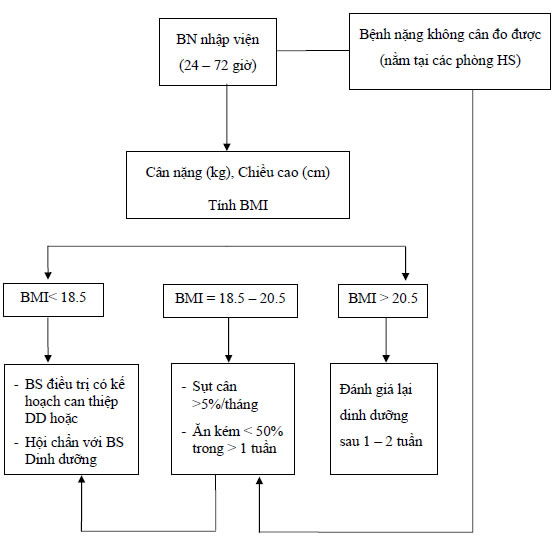 BN nhập viện
(24 – 72 giờ)
Bệnh nặng không cân đo được
(nằm tại các phòng HS)
Cân nặng (kg), Chiều cao (cm)
Tính BMI
BMI< 18.5
BMI = 18.5 – 20.5
BMI > 20.5
- BS điều trị có kế
hoạch can thiệp
DD hoặc
- Hội chẩn với BS
Dinh dưỡng
- Sụt cân
>5%/tháng
- Ăn kém < 50%
trong > 1 tuần
Đánh giá lại
dinh dưỡng
sau 1 – 2 tuần